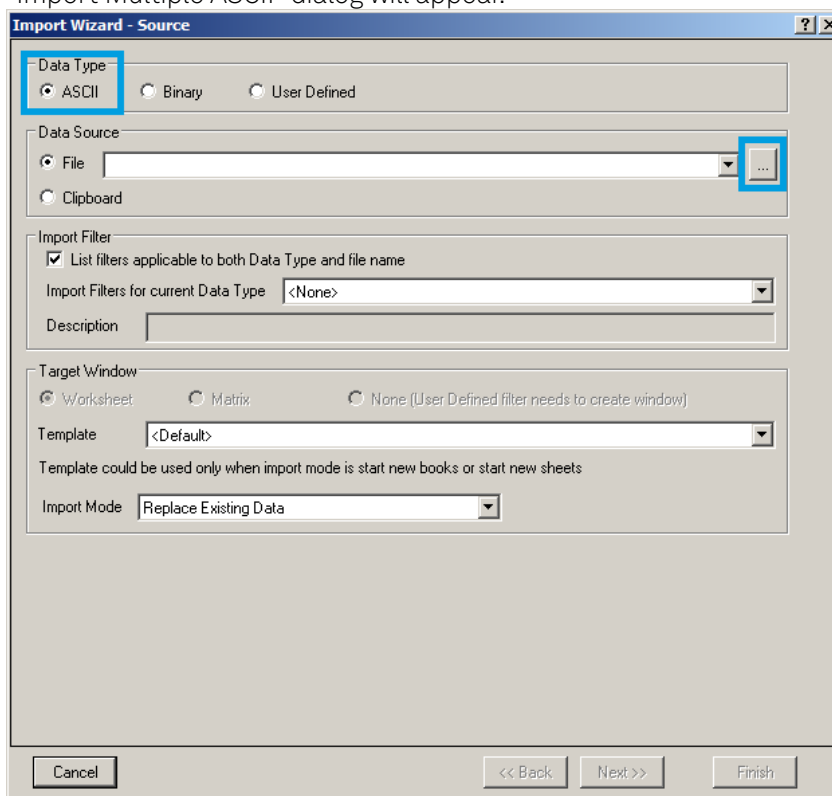 "Import Multiple ASCII" dialog will appear.
Import Wizard - Source
? X
Data Type
ASCII Binary User Defined
Data Source
File ...
Clipboard
Import Filter
List filters applicable to both Data Type and file name
Import Filters for current Data Type <None>
Description
Target Window
Worksheet Matrix None (User Defined filter needs to create window)
Template <Default>
Template could be used only when import mode is start new books or start new sheets
Import Mode Replace Existing Data
Cancel << Back Next >> Finish